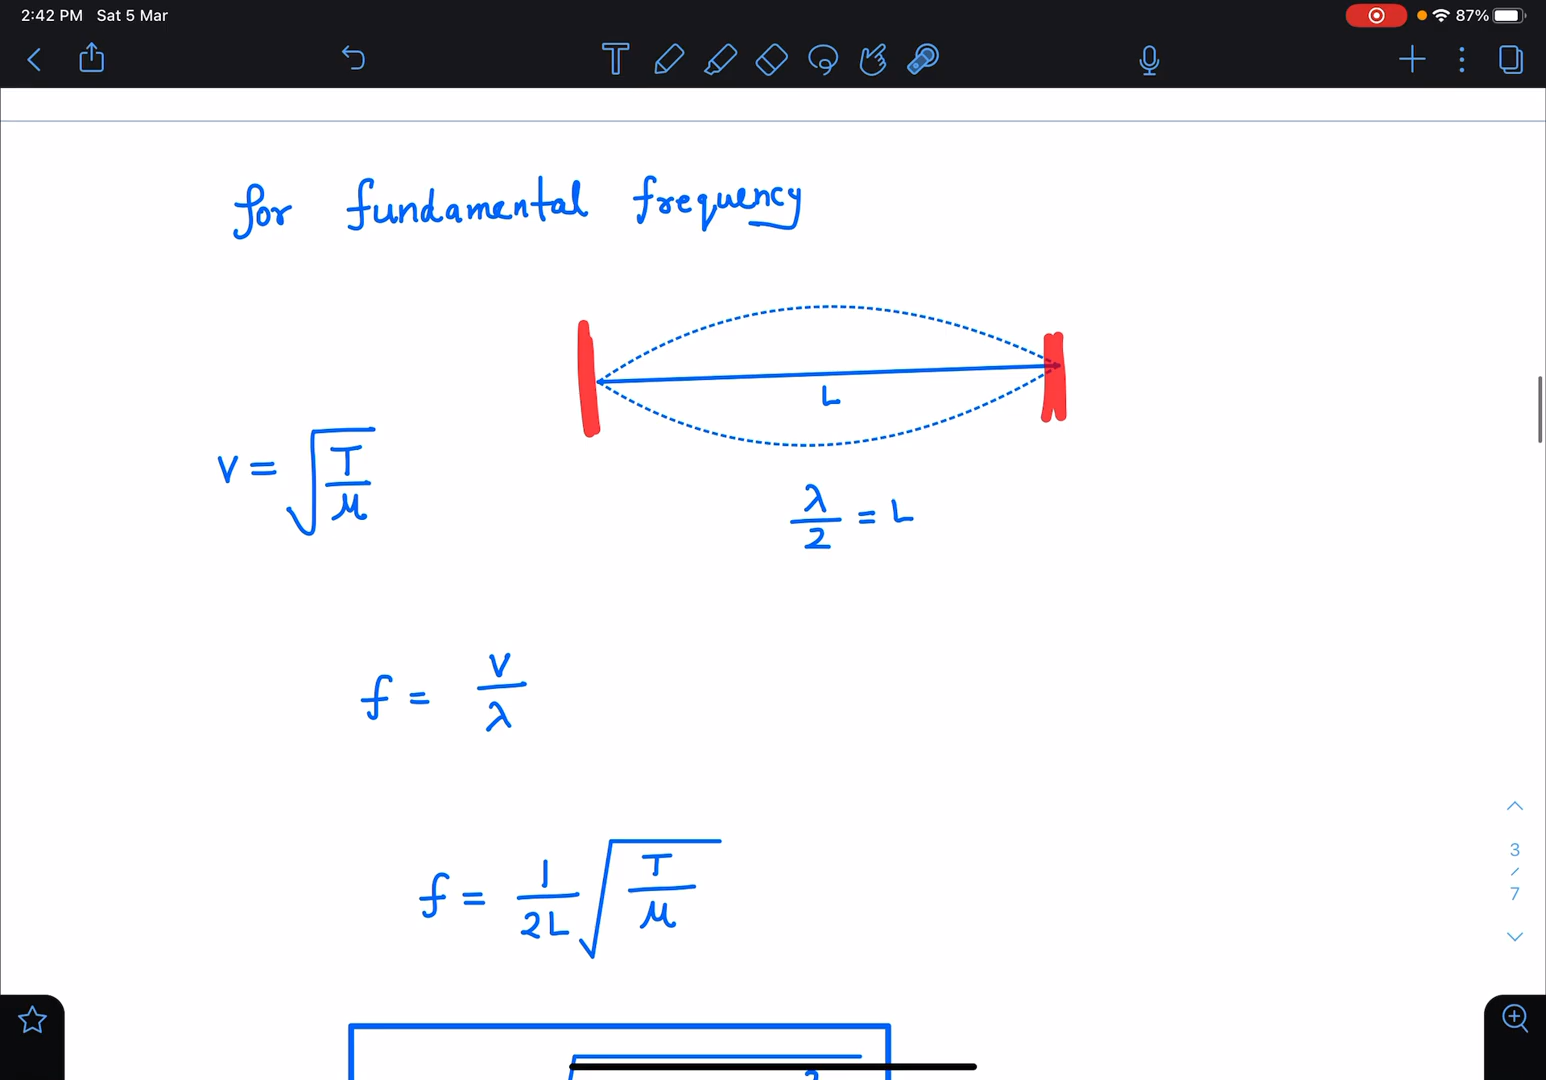 2:42 PM Sat 5 Mar
87%
for fundamental frequency
L
v = √(T/μ)
λ/2 = L
f = v/λ
3/7
f = 1/2L √(T/μ)